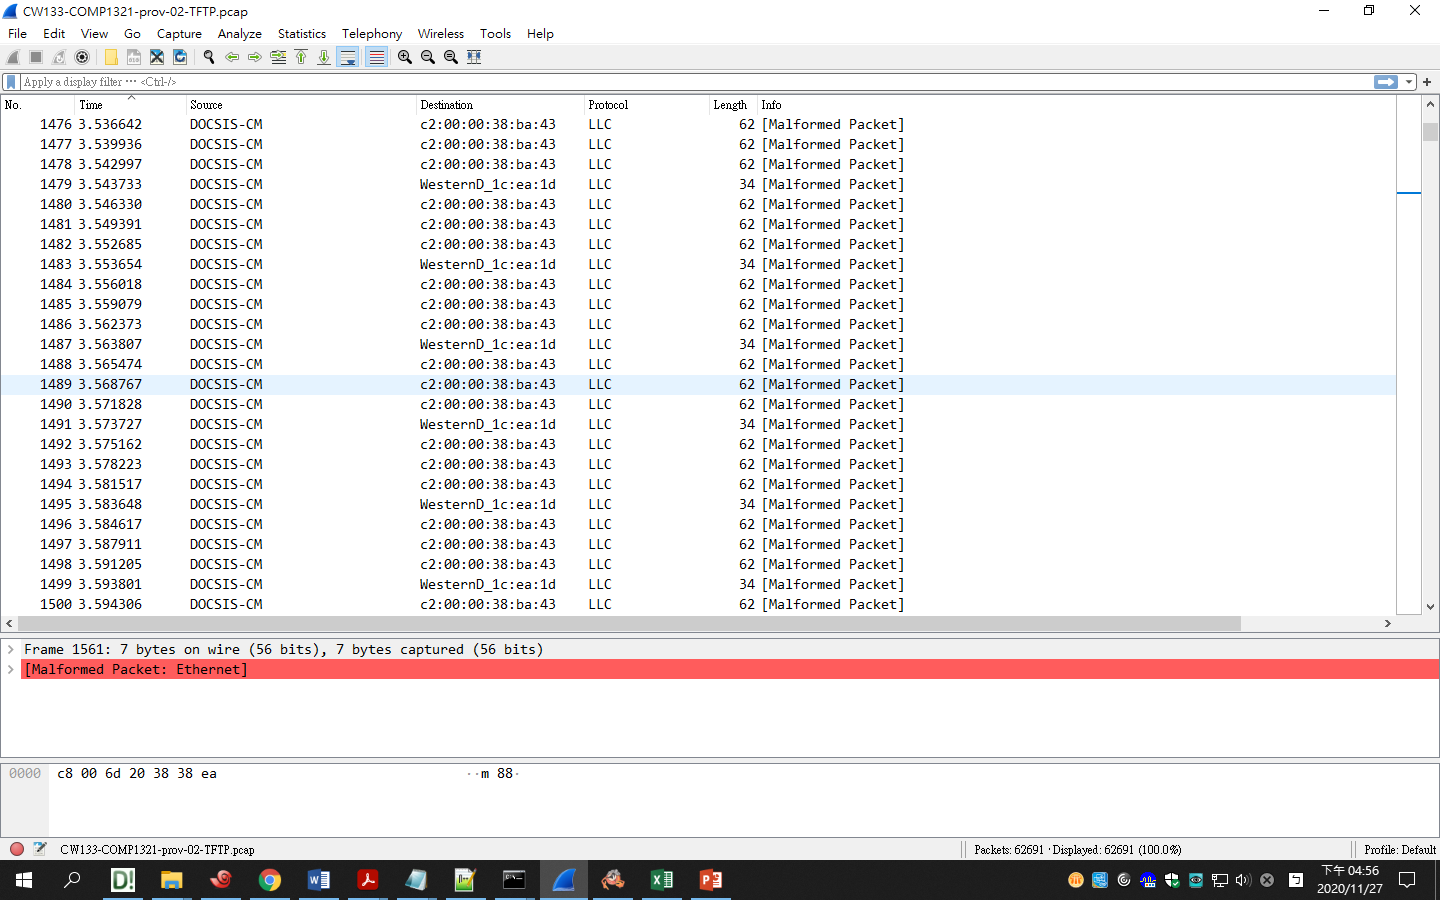 CW133-COMP1321-prov-02-TFTP.pcap
File Edit View Go Capture Analyze Statistics Telephony Wireless Tools Help
Apply a display filter ··· <Ctrl-/>
No. Time Source Destination Protocol Length Info
1476 3.536642 DOCSIS-CM c2:00:00:38:ba:43 LLC 62 [Malformed Packet]
1477 3.539936 DOCSIS-CM c2:00:00:38:ba:43 LLC 62 [Malformed Packet]
1478 3.542997 DOCSIS-CM c2:00:00:38:ba:43 LLC 62 [Malformed Packet]
1479 3.543733 DOCSIS-CM WesternD_1c:ea:1d LLC 34 [Malformed Packet]
1480 3.546330 DOCSIS-CM c2:00:00:38:ba:43 LLC 62 [Malformed Packet]
1481 3.549391 DOCSIS-CM c2:00:00:38:ba:43 LLC 62 [Malformed Packet]
1482 3.552685 DOCSIS-CM c2:00:00:38:ba:43 LLC 62 [Malformed Packet]
1483 3.553654 DOCSIS-CM WesternD_1c:ea:1d LLC 34 [Malformed Packet]
1484 3.556018 DOCSIS-CM c2:00:00:38:ba:43 LLC 62 [Malformed Packet]
1485 3.559079 DOCSIS-CM c2:00:00:38:ba:43 LLC 62 [Malformed Packet]
1486 3.562373 DOCSIS-CM c2:00:00:38:ba:43 LLC 62 [Malformed Packet]
1487 3.563807 DOCSIS-CM WesternD_1c:ea:1d LLC 34 [Malformed Packet]
1488 3.565474 DOCSIS-CM c2:00:00:38:ba:43 LLC 62 [Malformed Packet]
1489 3.568767 DOCSIS-CM c2:00:00:38:ba:43 LLC 62 [Malformed Packet]
1490 3.571828 DOCSIS-CM c2:00:00:38:ba:43 LLC 62 [Malformed Packet]
1491 3.573727 DOCSIS-CM WesternD_1c:ea:1d LLC 34 [Malformed Packet]
1492 3.575162 DOCSIS-CM c2:00:00:38:ba:43 LLC 62 [Malformed Packet]
1493 3.578223 DOCSIS-CM c2:00:00:38:ba:43 LLC 62 [Malformed Packet]
1494 3.581517 DOCSIS-CM c2:00:00:38:ba:43 LLC 62 [Malformed Packet]
1495 3.583648 DOCSIS-CM WesternD_1c:ea:1d LLC 34 [Malformed Packet]
1496 3.584617 DOCSIS-CM c2:00:00:38:ba:43 LLC 62 [Malformed Packet]
1497 3.587911 DOCSIS-CM c2:00:00:38:ba:43 LLC 62 [Malformed Packet]
1498 3.591205 DOCSIS-CM c2:00:00:38:ba:43 LLC 62 [Malformed Packet]
1499 3.593801 DOCSIS-CM WesternD_1c:ea:1d LLC 34 [Malformed Packet]
1500 3.594306 DOCSIS-CM c2:00:00:38:ba:43 LLC 62 [Malformed Packet]
Frame 1561: 7 bytes on wire (56 bits), 7 bytes captured (56 bits)
[Malformed Packet: Ethernet]
0000 c8 00 6d 20 38 38 ea ··m 88·
CW133-COMP1321-prov-02-TFTP.pcap Packets: 62691 · Displayed: 62691 (100.0%) Profile: Default
下午 04:56
2020/11/27